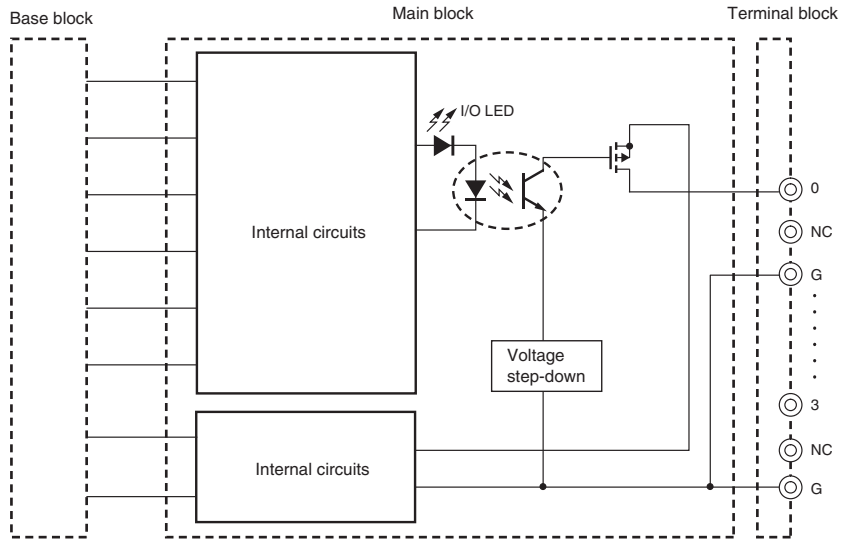 Base block
Main block
Terminal block
I/O LED
Internal circuits
0
NC
G
Voltage
step-down
3
NC
G
Internal circuits